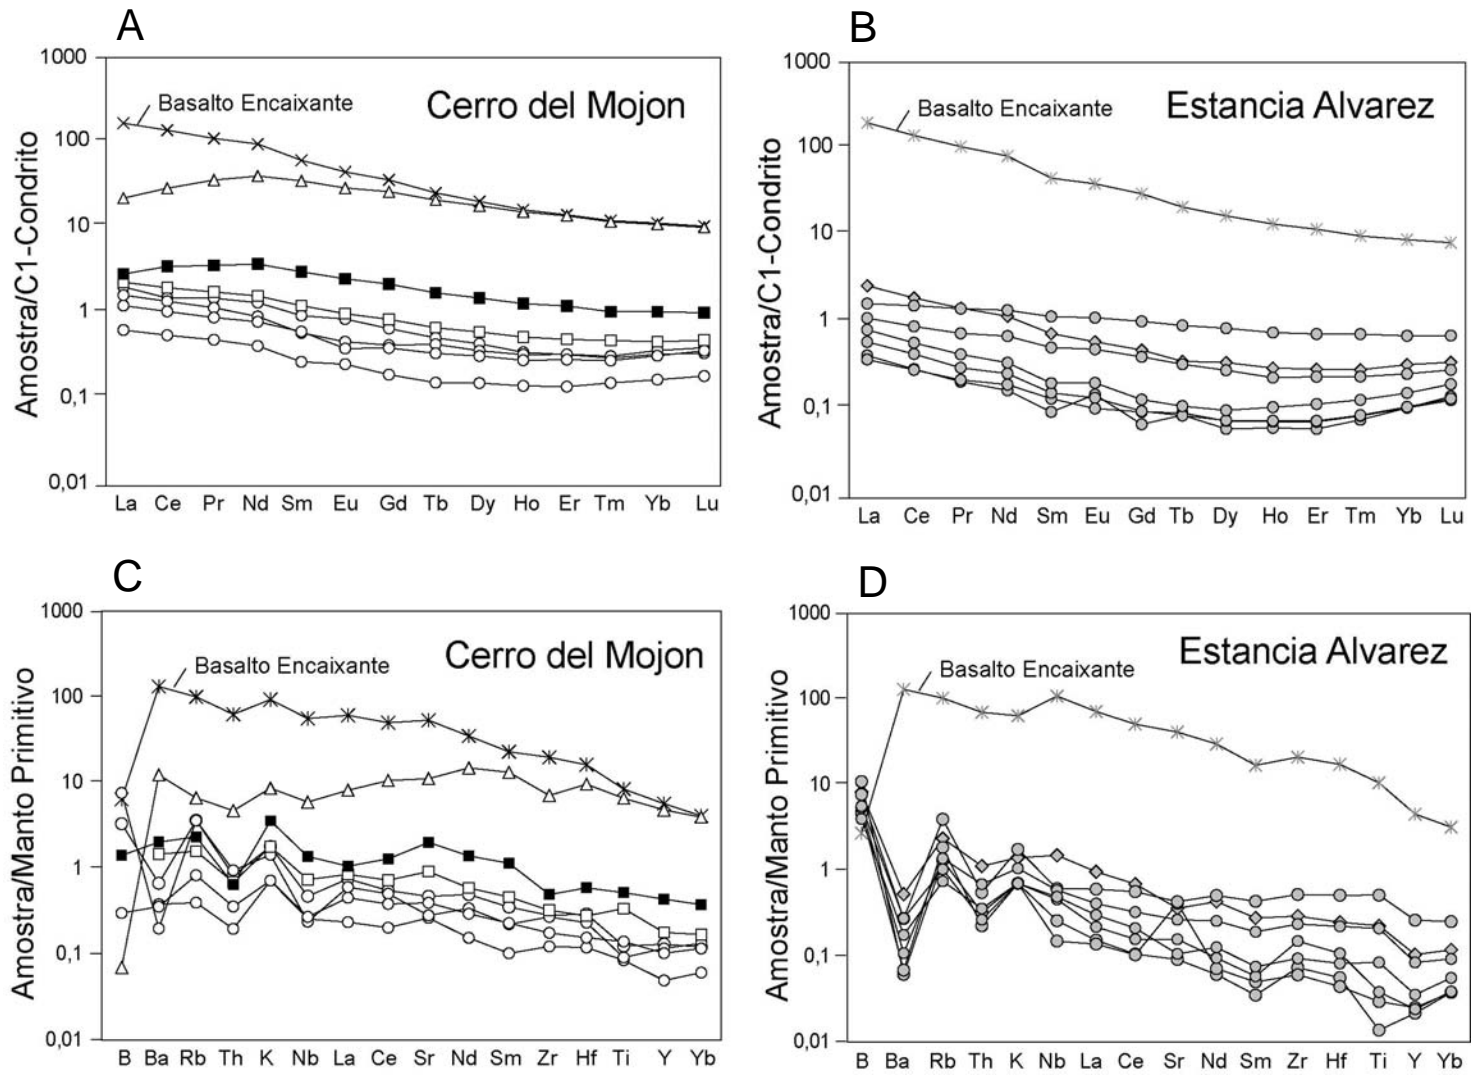 A
1000
100
10
1
0,1
0,01
Amostra/C1-Condrito
Basalto Encaixante
Cerro del Mojon
La Ce Pr Nd Sm Eu Gd Tb Dy Ho Er Tm Yb Lu
B
1000
100
10
1
0,1
0,01
Amostra/C1-Condrito
Basalto Encaixante
Estancia Alvarez
La Ce Pr Nd Sm Eu Gd Tb Dy Ho Er Tm Yb Lu
C
1000
100
10
1
0,1
0,01
Amostra/Manto Primitivo
Basalto Encaixante
Cerro del Mojon
B Ba Rb Th K Nb La Ce Sr Nd Sm Zr Hf Ti Y Yb
D
1000
100
10
1
0,1
0,01
Amostra/Manto Primitivo
Basalto Encaixante
Estancia Alvarez
B Ba Rb Th K Nb La Ce Sr Nd Sm Zr Hf Ti Y Yb